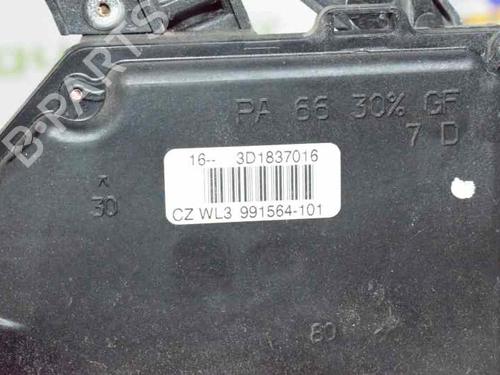 PA 66 30% GF
7 D
16-- 3D1837016
30
CZ WL3 991564-101
80
B-PARTS